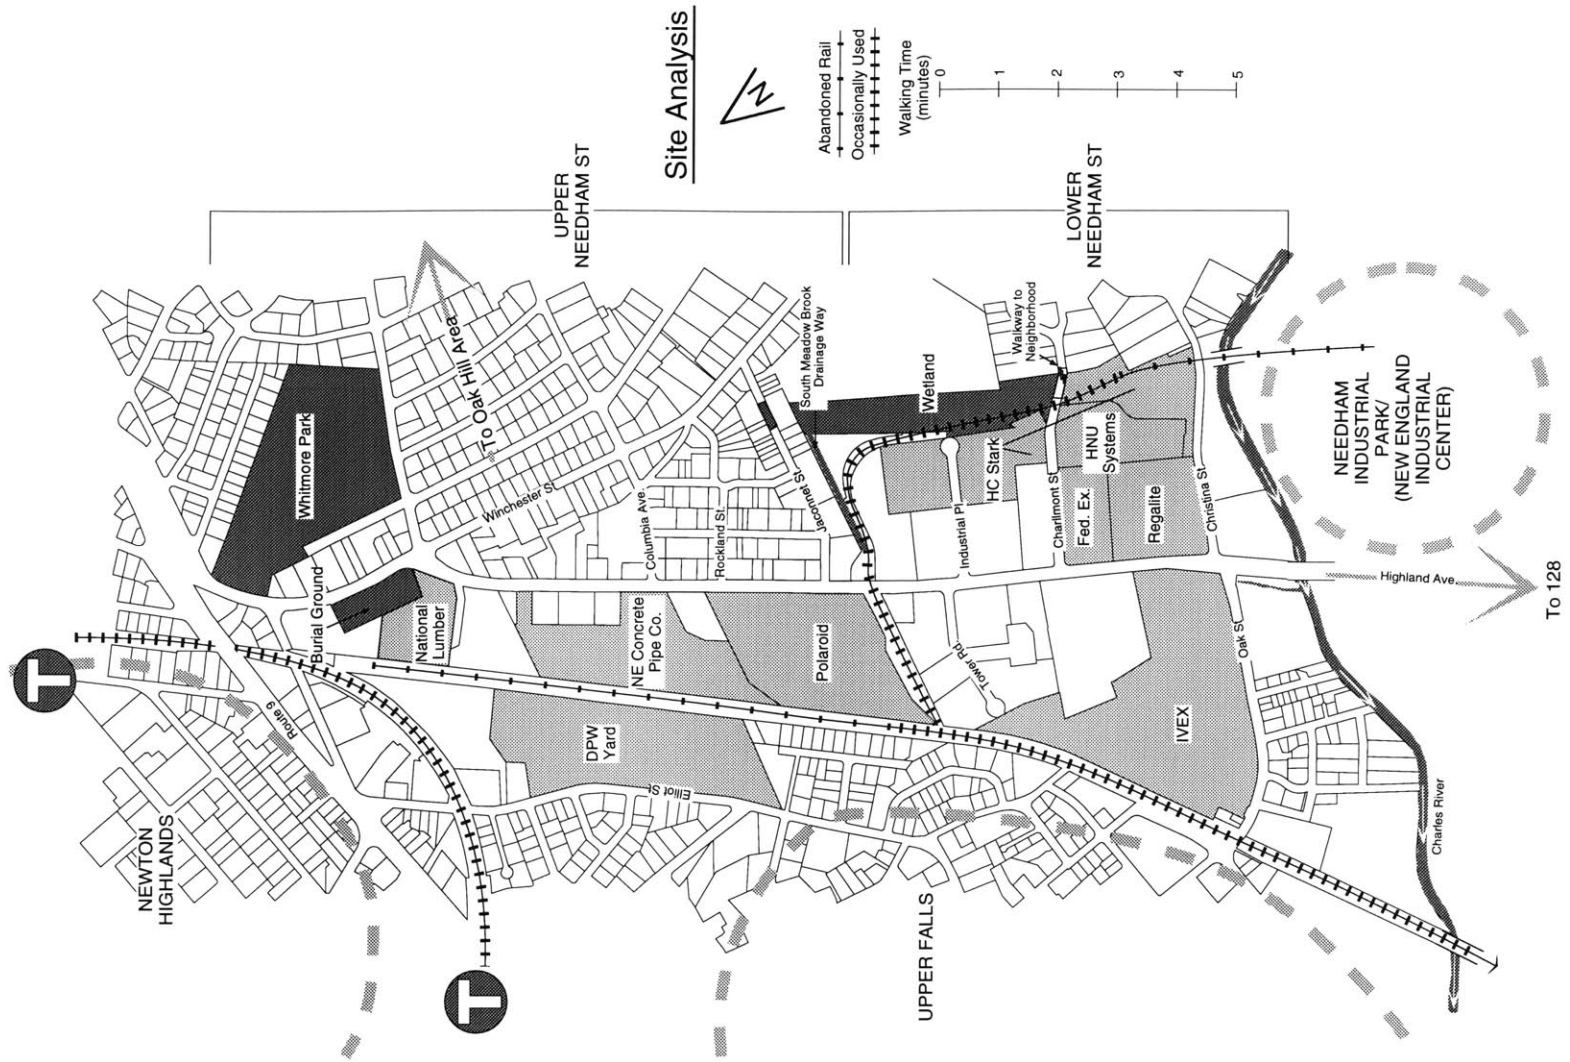 Site Analysis
N
Abandoned Rail
Occasionally Used
Walking Time
(minutes)
0
1
2
3
4
5
UPPER
NEEDHAM ST
LOWER
NEEDHAM ST
Whitmore Park
To Oak Hill Area
Winchester St.
Columbia Ave.
Rockland St.
Jaconnet St.
South Meadow Brook
Drainage Way
Wetland
Walkway to
Neighborhood
Burial Ground
National
Lumber
NE Concrete
Pipe Co.
Polaroid
DPW
Yard
Elliot St.
Route 9
T
T
NEWTON
HIGHLANDS
UPPER FALLS
Industrial Pl.
Tower Rd.
HC Stark
Charllmont St.
HNU
Systems
Fed. Ex.
Regalite
Christina St.
Oak St.
IVEX
Highland Ave.
To 128
Charles River
NEEDHAM
INDUSTRIAL
PARK/
(NEW ENGLAND
INDUSTRIAL
CENTER)